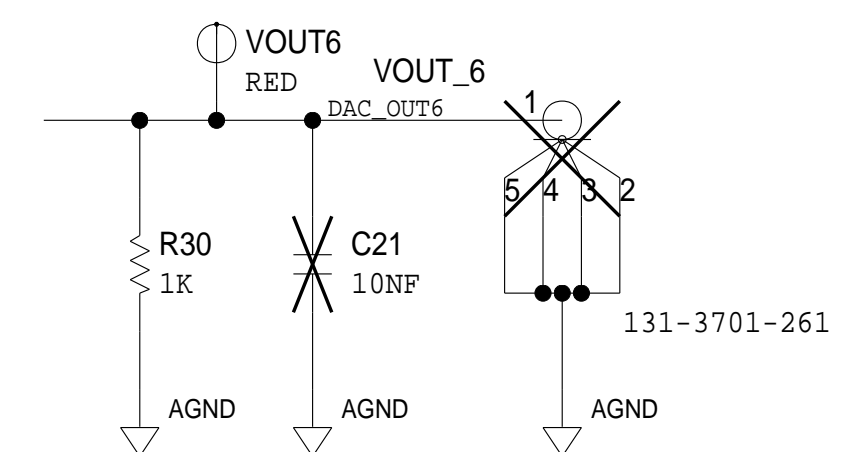 VOUT6
RED
VOUT_6
DAC_OUT6
1
5 4 3 2
R30
1K
C21
10NF
131-3701-261
AGND AGND AGND